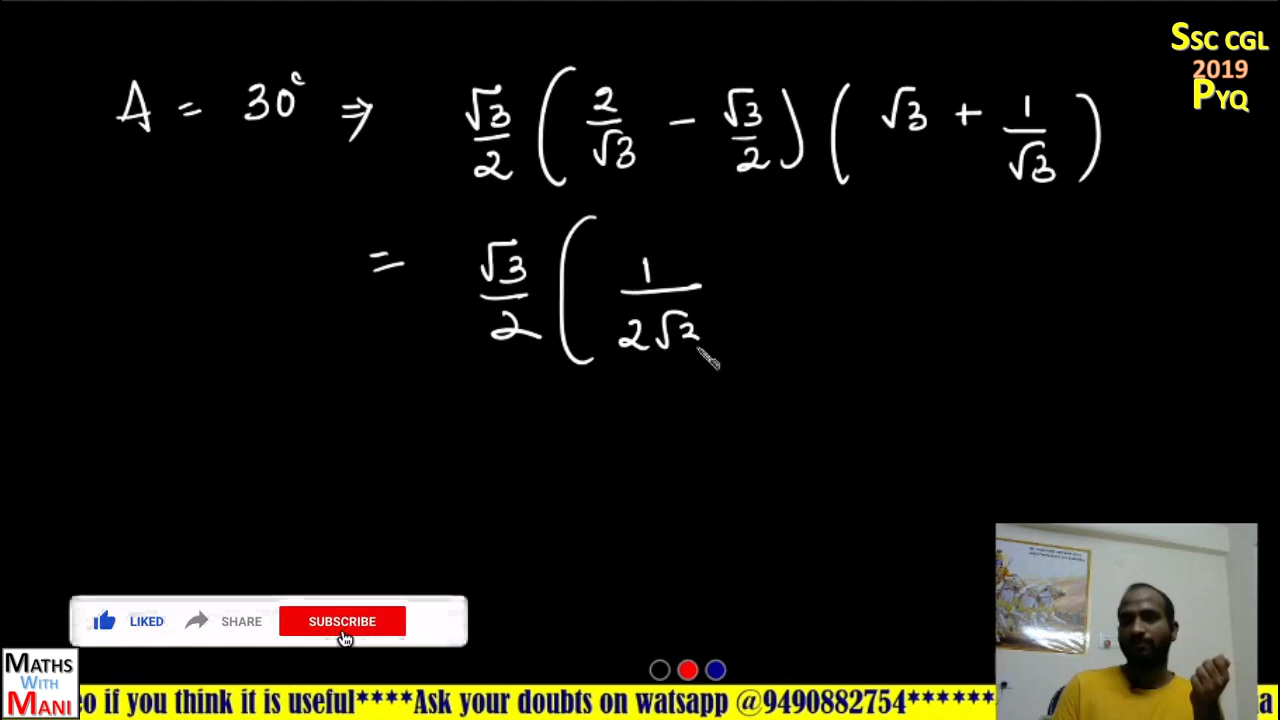 SSC CGL
2019
PYQ
A = 30° ⇒ √3/2 ( 2/√3 − √3/2 ) ( √3 + 1/√3 )
= √3/2 ( 1/2√3
LIKED SHARE SUBSCRIBE
MATHS
WITH
MANI
o if you think it is useful****Ask your doubts on watsapp @9490882754******